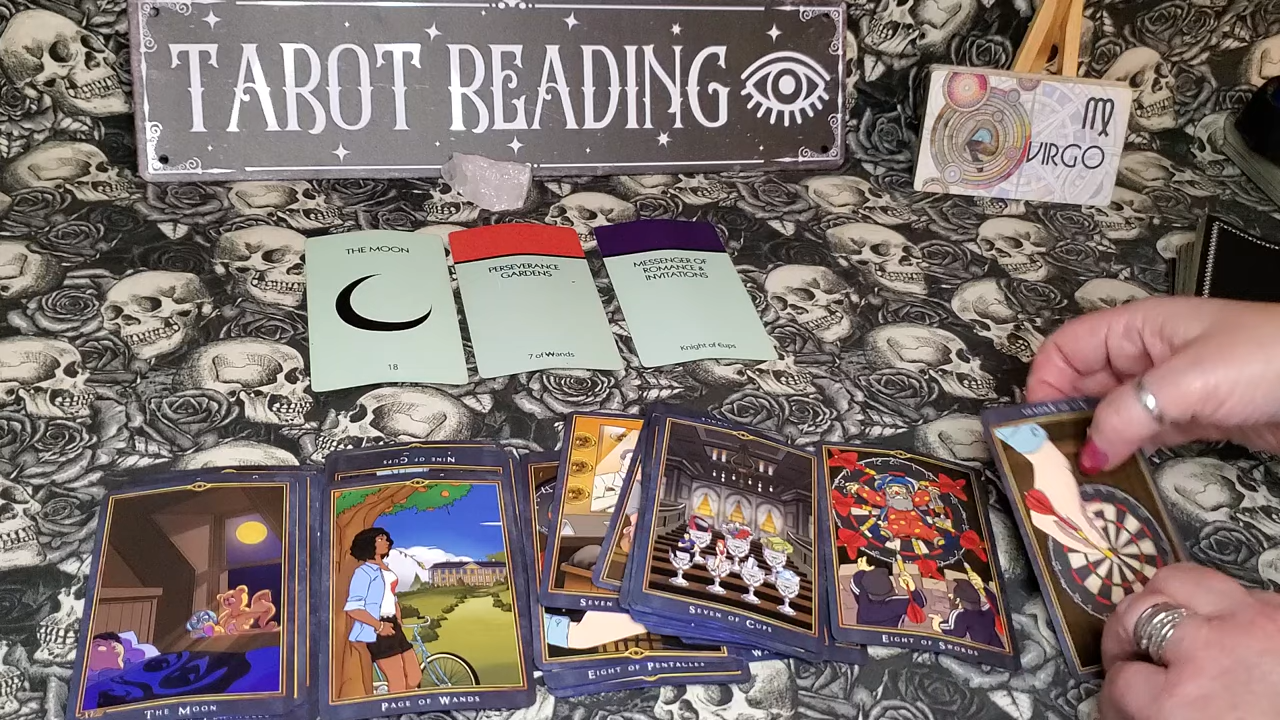 TAROT READING
VIRGO
THE MOON
18
PERSEVERANCE
GARDENS
7 of Wands
MESSENGER OF
ROMANCE &
INVITATIONS
Knight of Cups
NINE OF CUPS
THE MOON
PAGE OF WANDS
SEVEN
EIGHT OF PENTACLES
SEVEN OF CUPS
EIGHT OF SWORDS